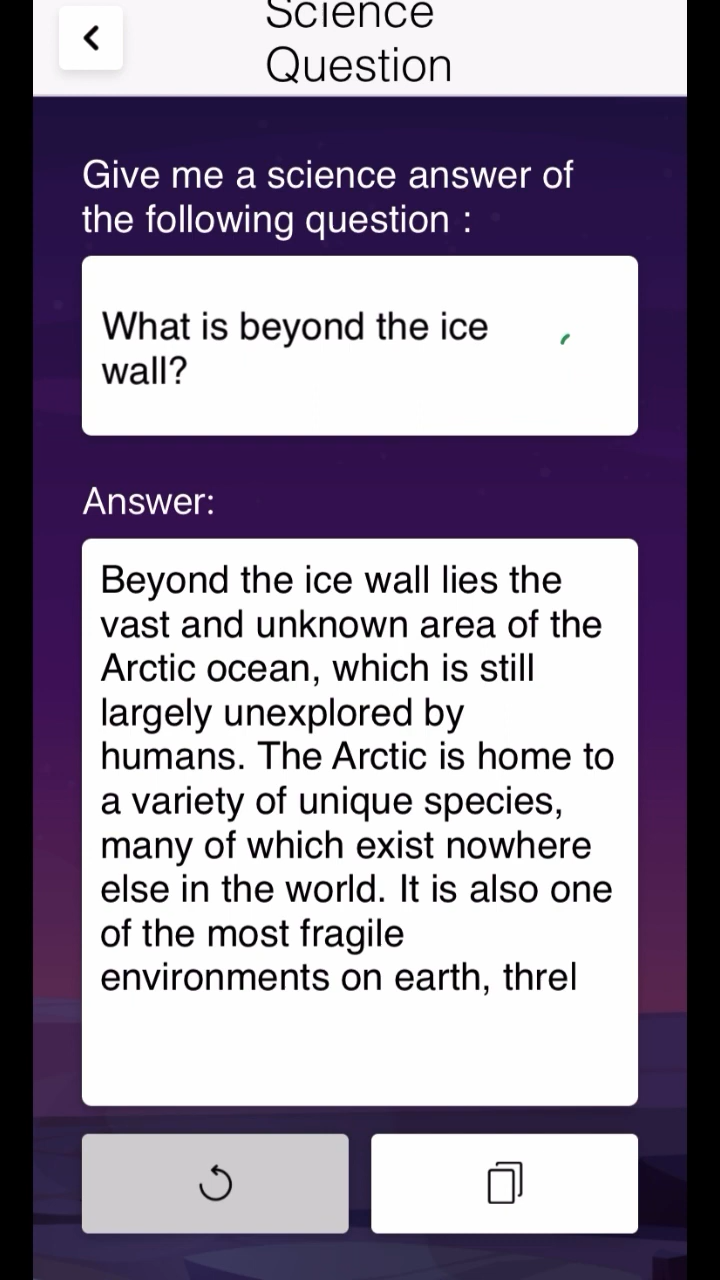 Science
Question
Give me a science answer of
the following question :
What is beyond the ice
wall?
Answer:
Beyond the ice wall lies the
vast and unknown area of the
Arctic ocean, which is still
largely unexplored by
humans. The Arctic is home to
a variety of unique species,
many of which exist nowhere
else in the world. It is also one
of the most fragile
environments on earth, threl